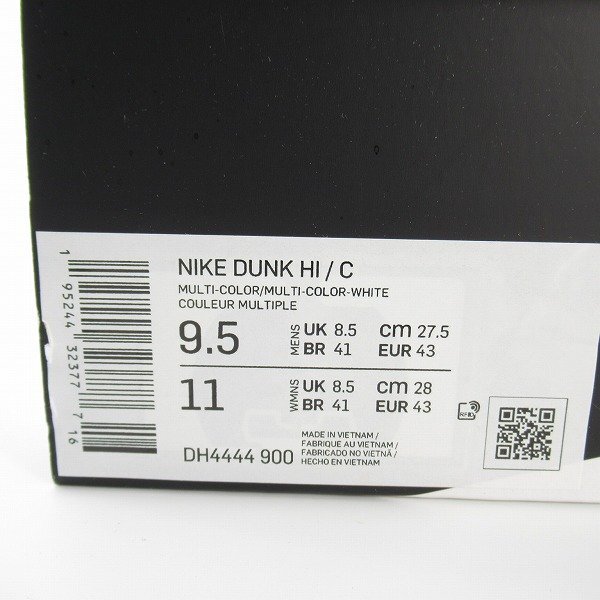 NIKE DUNK HI / C
MULTI-COLOR/MULTI-COLOR-WHITE
COULEUR MULTIPLE
9.5 MENS UK 8.5 cm 27.5
BR 41 EUR 43
11 WMNS UK 8.5 cm 28
BR 41 EUR 43
RFID
DH4444 900
MADE IN VIETNAM /
FABRIQUE AU VIETNAM /
FABRICADO NO VIETNÃ /
HECHO EN VIETNAM
1 95244 32377 7 16